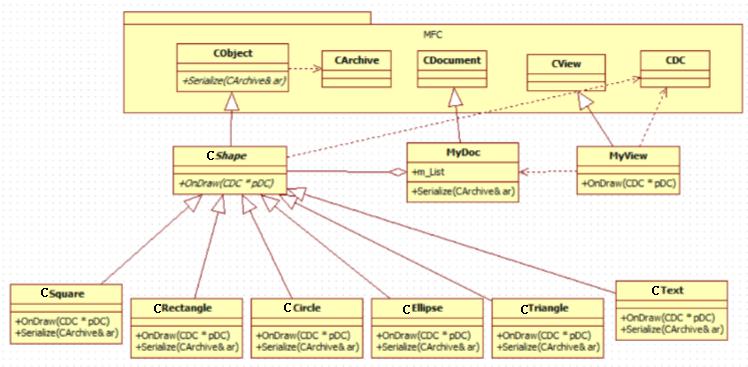 MFC
CObject
+Serialize(CArchive& ar)
CArchive
CDocument
CView
CDC
CShape
+OnDraw(CDC * pDC)
MyDoc
+m_List
+Serialize(CArchive& ar)
MyView
+OnDraw(CDC * pDC)
CSquare
+OnDraw(CDC * pDC)
+Serialize(CArchive& ar)
CRectangle
+OnDraw(CDC * pDC)
+Serialize(CArchive& ar)
CCircle
+OnDraw(CDC * pDC)
+Serialize(CArchive& ar)
CEllipse
+OnDraw(CDC * pDC)
+Serialize(CArchive& ar)
CTriangle
+OnDraw(CDC * pDC)
+Serialize(CArchive& ar)
CText
+OnDraw(CDC * pDC)
+Serialize(CArchive& ar)